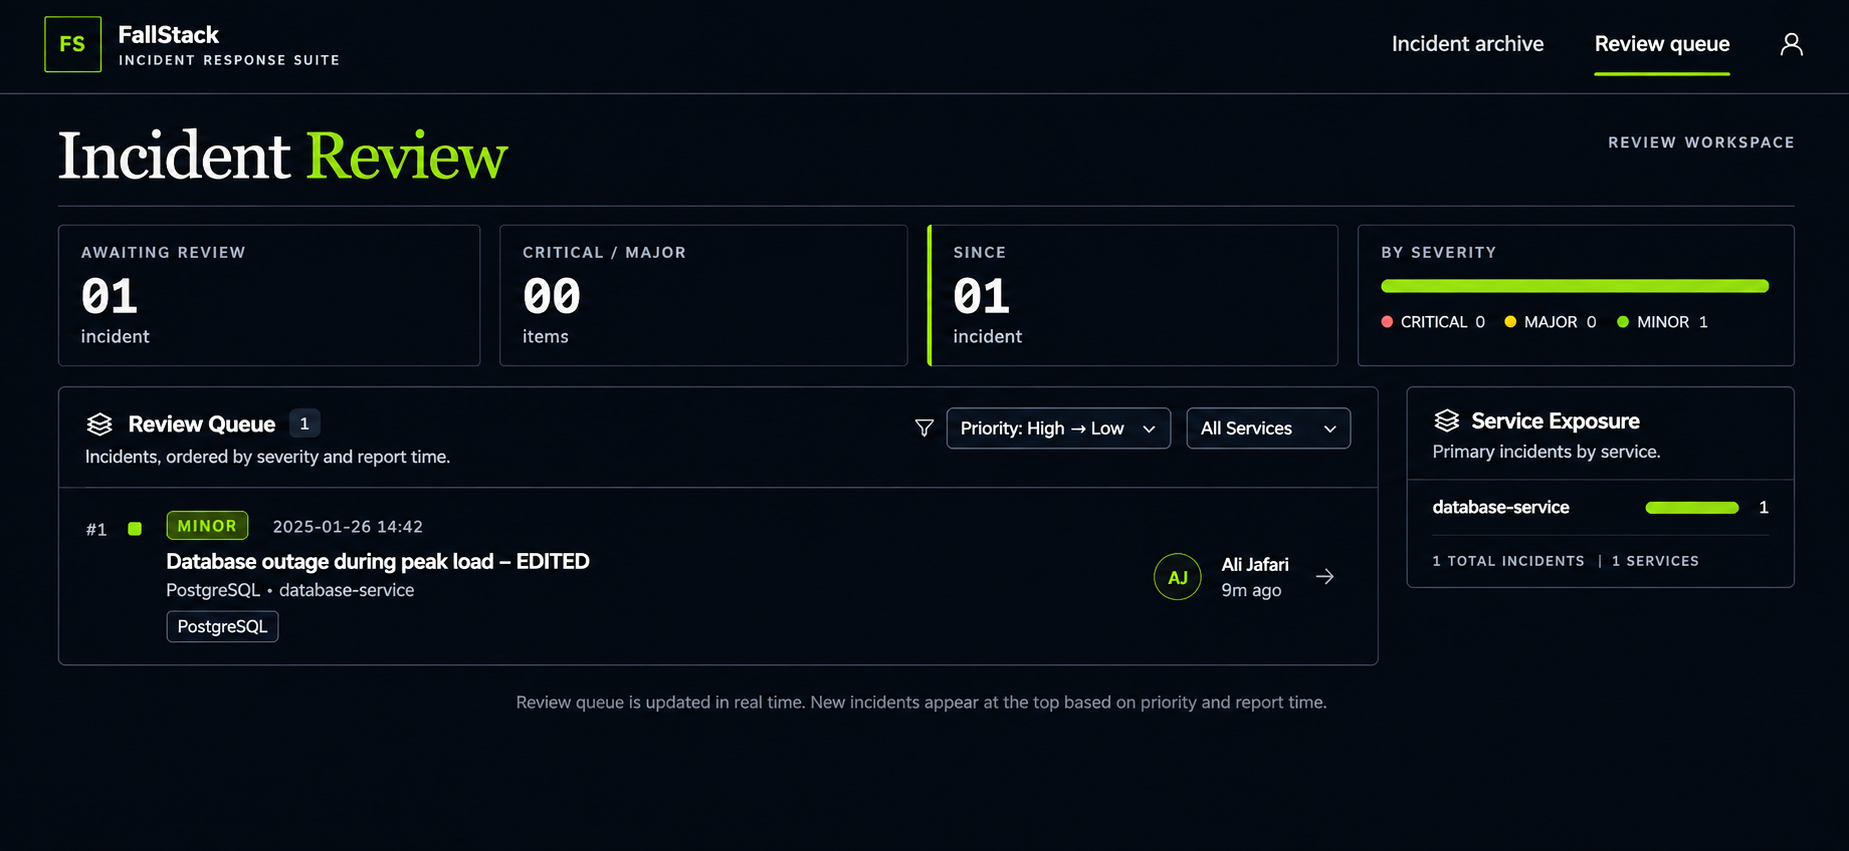 FS
FallStack
INCIDENT RESPONSE SUITE
Incident archive
Review queue
Incident Review
REVIEW WORKSPACE
AWAITING REVIEW
01
incident
CRITICAL / MAJOR
00
items
SINCE
01
incident
BY SEVERITY
CRITICAL 0 MAJOR 0 MINOR 1
Review Queue 1
Incidents, ordered by severity and report time.
Priority: High → Low
All Services
#1 MINOR 2025-01-26 14:42
Database outage during peak load – EDITED
PostgreSQL • database-service
PostgreSQL
AJ
Ali Jafari
9m ago
Service Exposure
Primary incidents by service.
database-service 1
1 TOTAL INCIDENTS | 1 SERVICES
Review queue is updated in real time. New incidents appear at the top based on priority and report time.